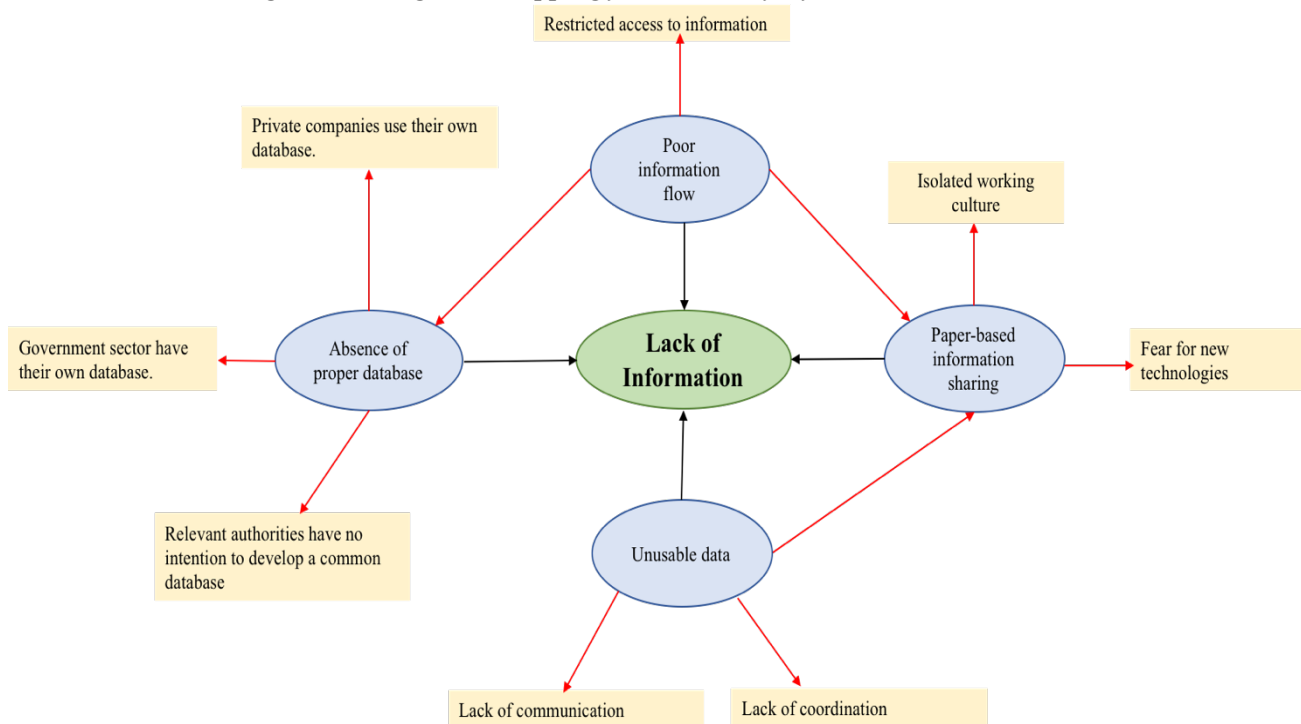 Restricted access to information
Private companies use their own
database.
Poor
information
flow
Isolated working
culture
Government sector have
their own database.
Absence of
proper database
Lack of
Information
Paper-based
information
sharing
Fear for new
technologies
Relevant authorities have no
intention to develop a common
database
Unusable data
Lack of communication
Lack of coordination